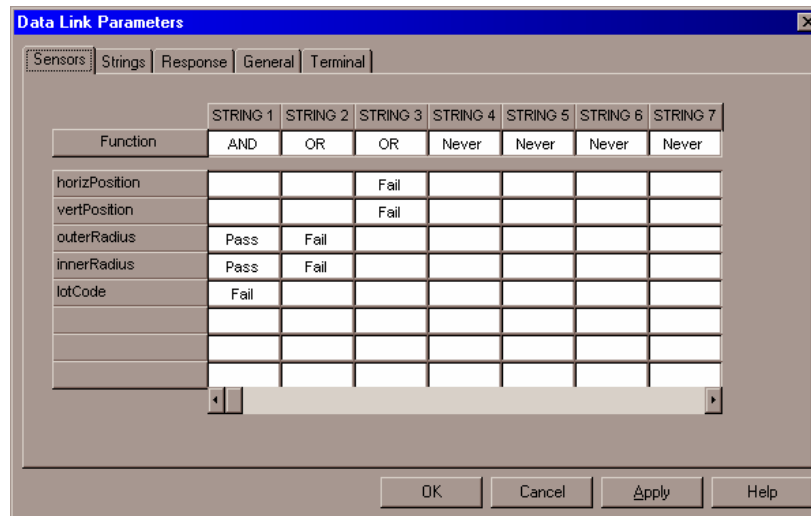 Data Link Parameters
Sensors Strings Response General Terminal
STRING 1 STRING 2 STRING 3 STRING 4 STRING 5 STRING 6 STRING 7
Function AND OR OR Never Never Never Never
horizPosition Fail
vertPosition Fail
outerRadius Pass Fail
innerRadius Pass Fail
lotCode Fail
OK Cancel Apply Help